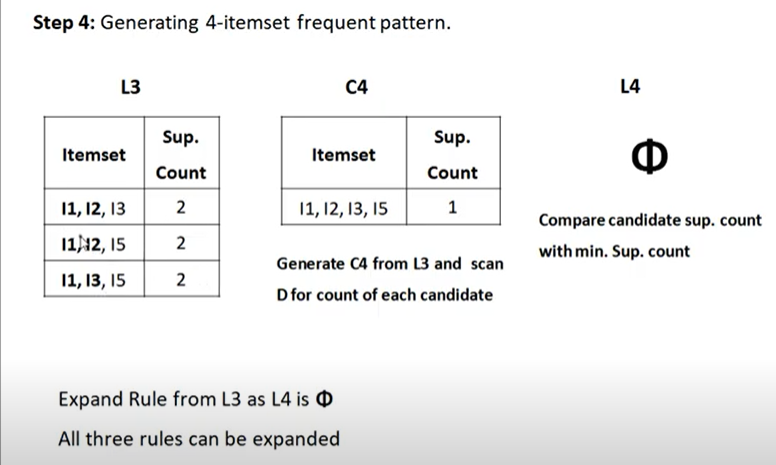 Step 4: Generating 4-itemset frequent pattern.
L3
C4
L4
Itemset
Sup. Count
I1, I2, I3
2
I1, I2, I5
2
I1, I3, I5
2
Itemset
Sup. Count
I1, I2, I3, I5
1
Generate C4 from L3 and scan
D for count of each candidate
Φ
Compare candidate sup. count
with min. Sup. count
Expand Rule from L3 as L4 is Φ
All three rules can be expanded